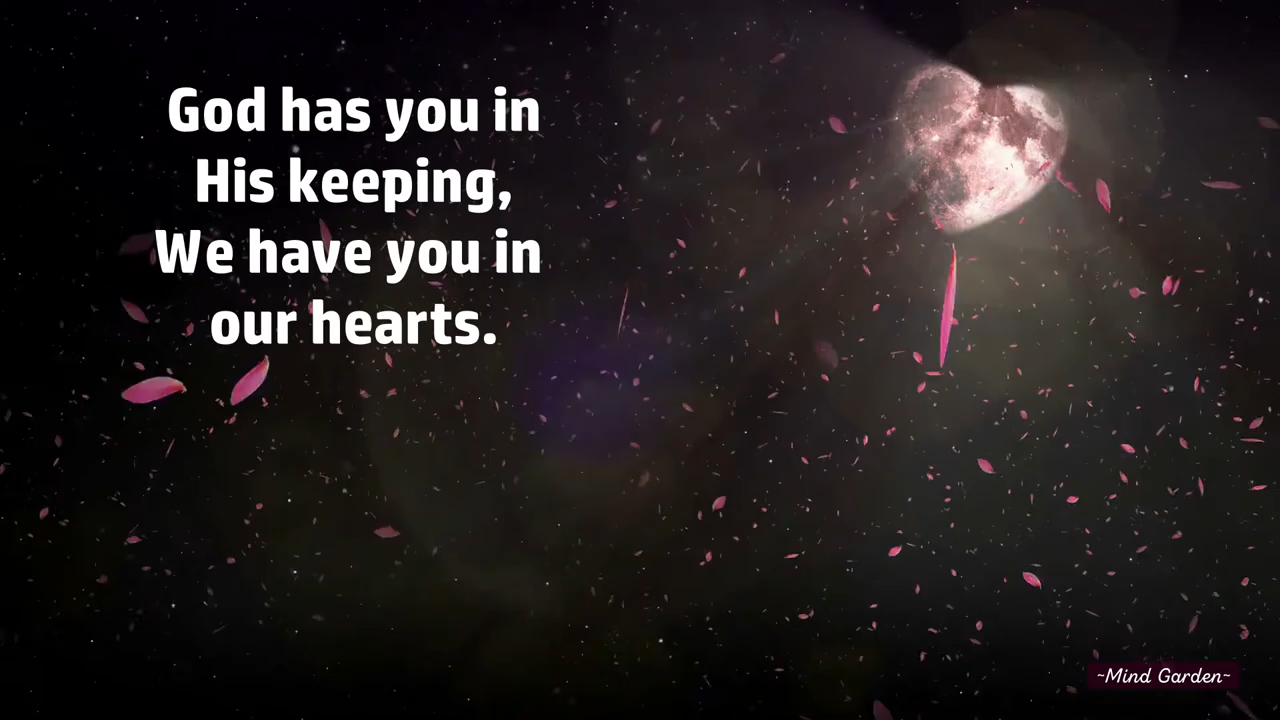 God has you in
His keeping,
We have you in
our hearts.
~Mind Garden~